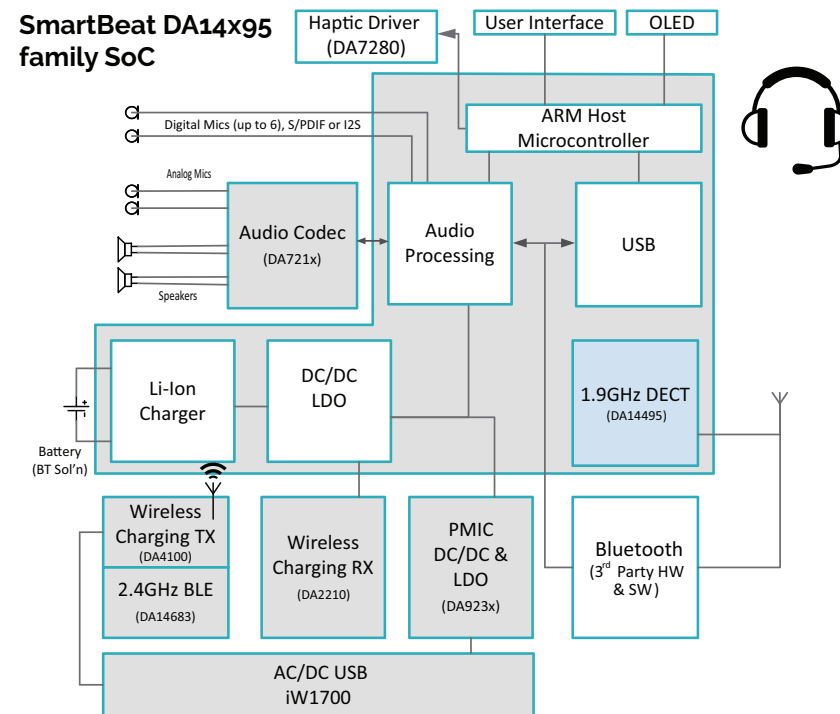 SmartBeat DA14x95
family SoC
Haptic Driver
(DA7280)
User Interface
OLED
ARM Host
Microcontroller
Digital Mics (up to 6), S/PDIF or I2S
Analog Mics
Audio Codec
(DA721x)
Speakers
Audio
Processing
USB
Li-Ion
Charger
DC/DC
LDO
1.9GHz DECT
(DA14495)
Battery
(BT Sol'n)
Wireless
Charging TX
(DA4100)
2.4GHz BLE
(DA14683)
Wireless
Charging RX
(DA2210)
PMIC
DC/DC &
LDO
(DA923x)
Bluetooth
(3rd Party HW
& SW)
AC/DC USB
iW1700